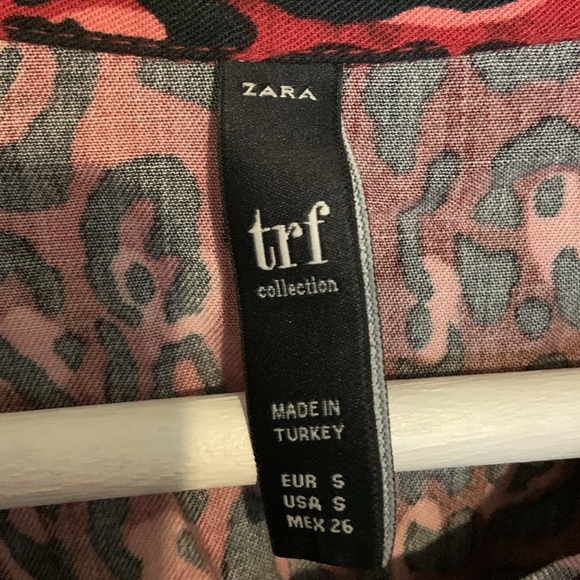 ZARA
trf
collection
MADE IN
TURKEY
EUR S
USA S
MEX 26